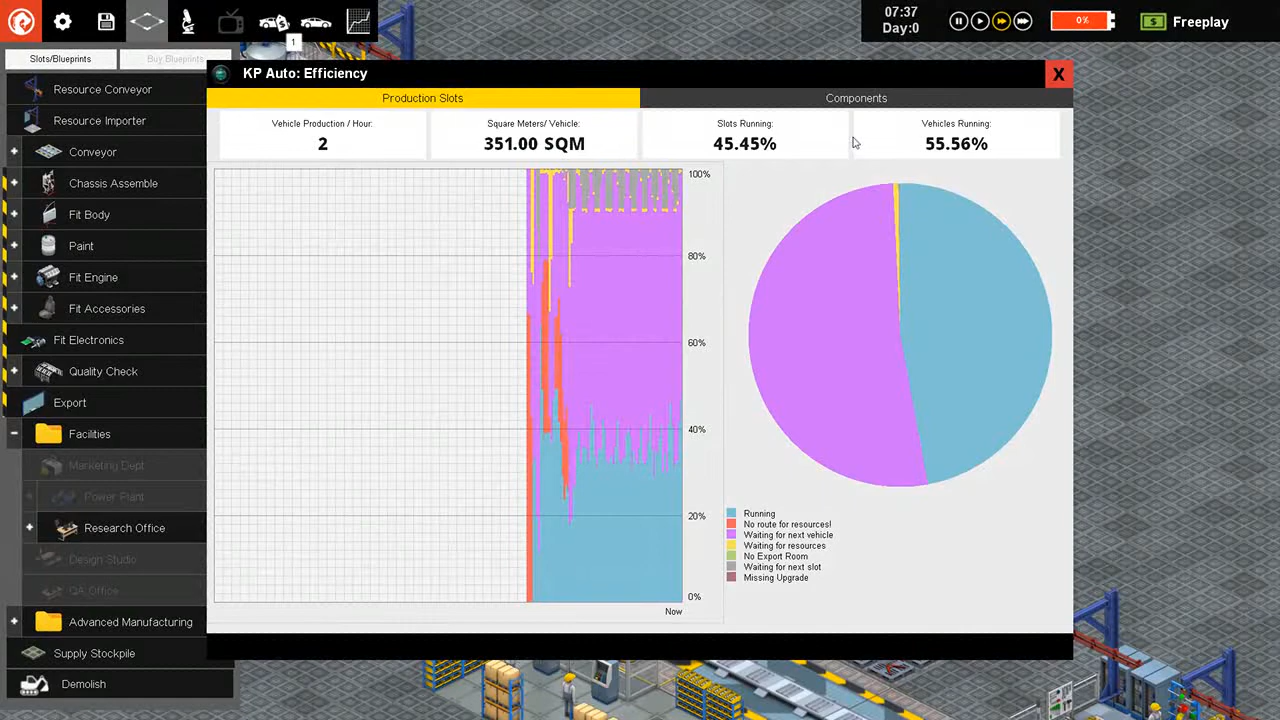 07:37
Day:0
0%
Freeplay
1
Slots/Blueprints
Buy Blueprints
Resource Conveyor
Resource Importer
Conveyor
Chassis Assemble
Fit Body
Paint
Fit Engine
Fit Accessories
Fit Electronics
Quality Check
Export
Facilities
Marketing Dept
Power Plant
Research Office
Design Studio
QA Office
Advanced Manufacturing
Supply Stockpile
Demolish
KP Auto: Efficiency
X
Production Slots
Components
Vehicle Production / Hour:
2
Square Meters/ Vehicle:
351.00 SQM
Slots Running:
45.45%
Vehicles Running:
55.56%
100%
80%
60%
40%
20%
0%
Now
Running
No route for resources!
Waiting for next vehicle
Waiting for resources
No Export Room
Waiting for next slot
Missing Upgrade